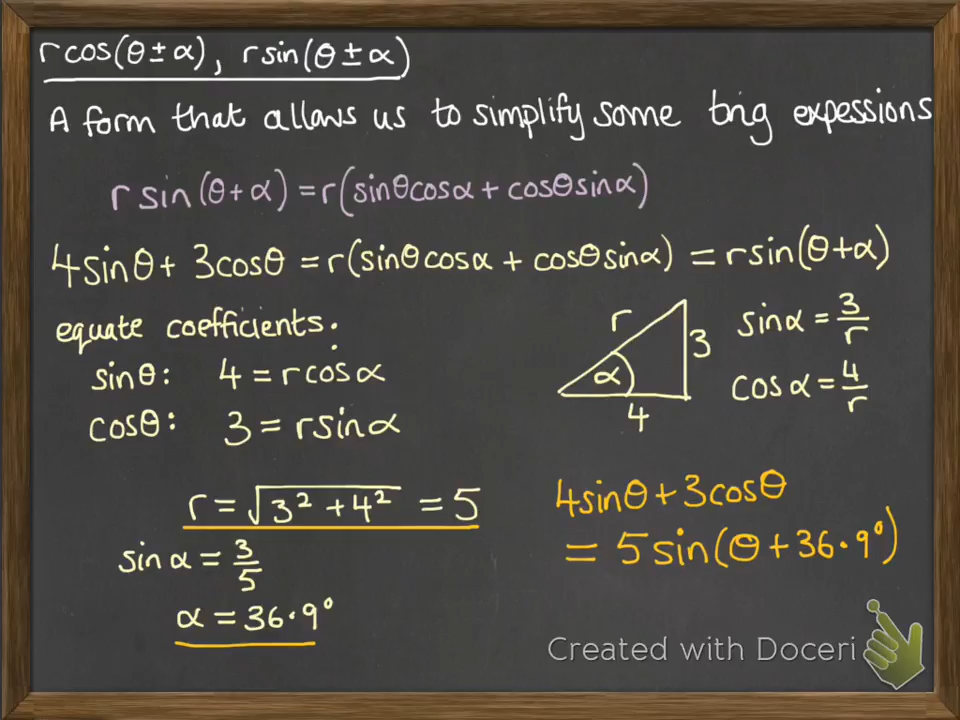 rcos(θ±α), rsin(θ±α)
A form that allows us to simplify some trig expessions
rsin(θ+α)=r(sinθcosα+cosθsinα)
4sinθ+3cosθ=r(sinθcosα+cosθsinα)=rsin(θ+α)
equate coefficients:
sinθ: 4=rcosα
cosθ: 3=rsinα
r=√3²+4²=5
sinα=3/5
α=36·9°
r
3
α
4
sinα=3/r
cosα=4/r
4sinθ+3cosθ
=5sin(θ+36·9°)
Created with Doceri